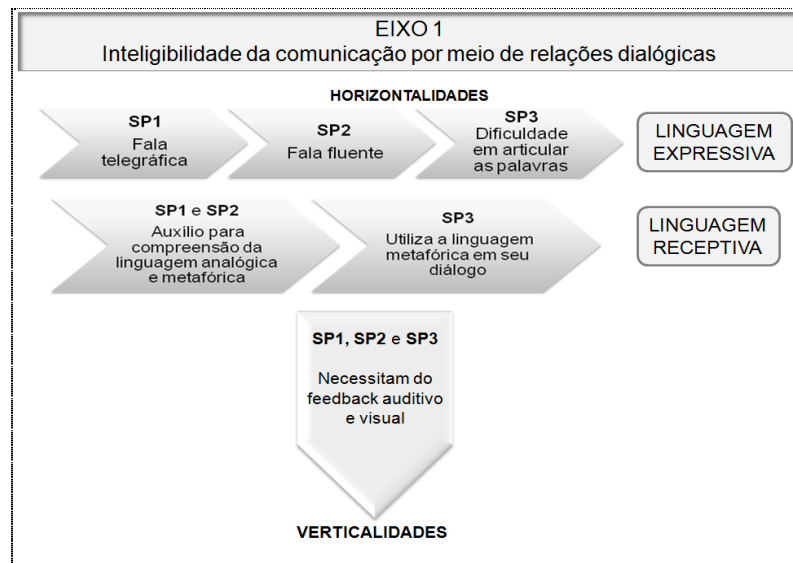 EIXO 1
Inteligibilidade da comunicação por meio de relações dialógicas
HORIZONTALIDADES
SP1
Fala
telegráfica
SP2
Fala fluente
SP3
Dificuldade
em articular
as palavras
LINGUAGEM
EXPRESSIVA
SP1 e SP2
Auxílio para
compreensão da
linguagem analógica
e metafórica
SP3
Utiliza a linguagem
metafórica em seu
diálogo
LINGUAGEM
RECEPTIVA
SP1, SP2 e SP3
Necessitam do
feedback auditivo
e visual
VERTICALIDADES